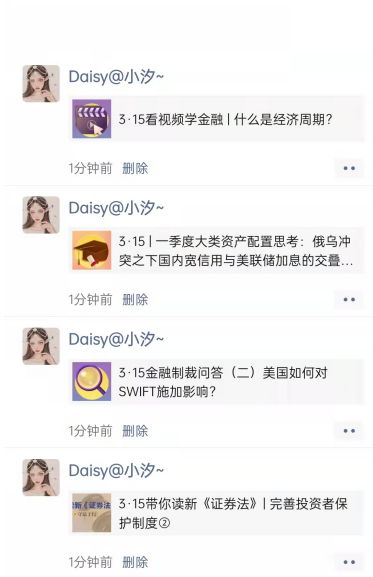 Daisy@小汐~
3·15看视频学金融 | 什么是经济周期?
1分钟前 删除
Daisy@小汐~
3·15 | 一季度大类资产配置思考：俄乌冲
突之下国内宽信用与美联储加息的交叠...
1分钟前 删除
Daisy@小汐~
3·15金融制裁问答（二）美国如何对
SWIFT施加影响?
1分钟前 删除
Daisy@小汐~
新《证券法
3·15带你读新《证券法》| 完善投资者保
护制度②
1分钟前 删除